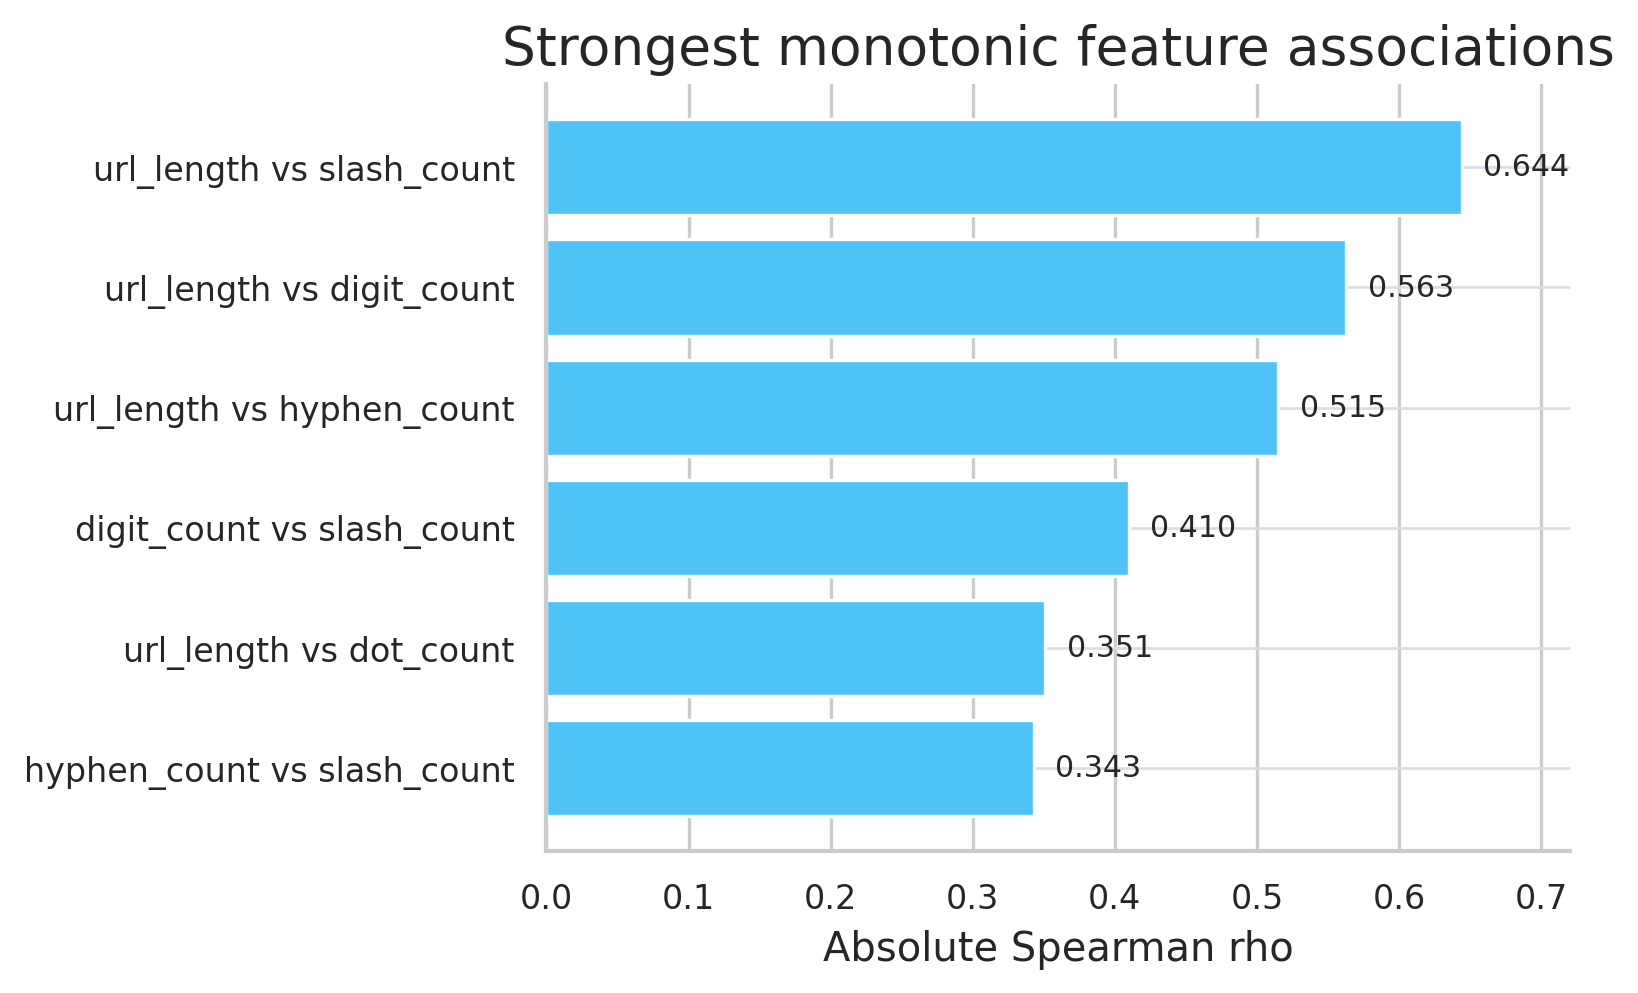 Strongest monotonic feature associations
url_length vs slash_count 0.644
url_length vs digit_count 0.563
url_length vs hyphen_count 0.515
digit_count vs slash_count 0.410
url_length vs dot_count 0.351
hyphen_count vs slash_count 0.343
0.0 0.1 0.2 0.3 0.4 0.5 0.6 0.7
Absolute Spearman rho